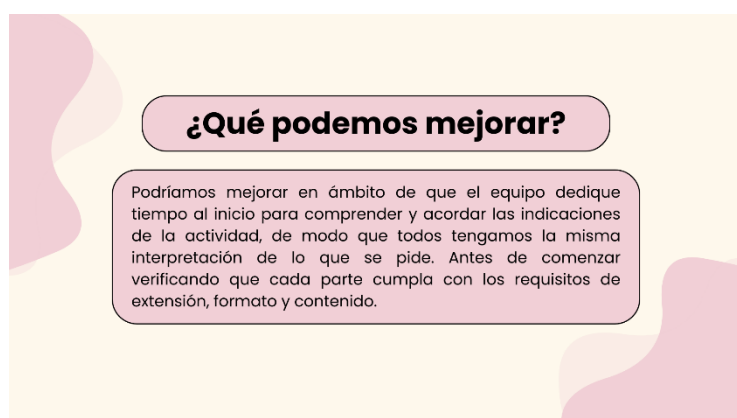 ¿Qué podemos mejorar?
Podríamos mejorar en ámbito de que el equipo dedique
tiempo al inicio para comprender y acordar las indicaciones
de la actividad, de modo que todos tengamos la misma
interpretación de lo que se pide. Antes de comenzar
verificando que cada parte cumpla con los requisitos de
extensión, formato y contenido.